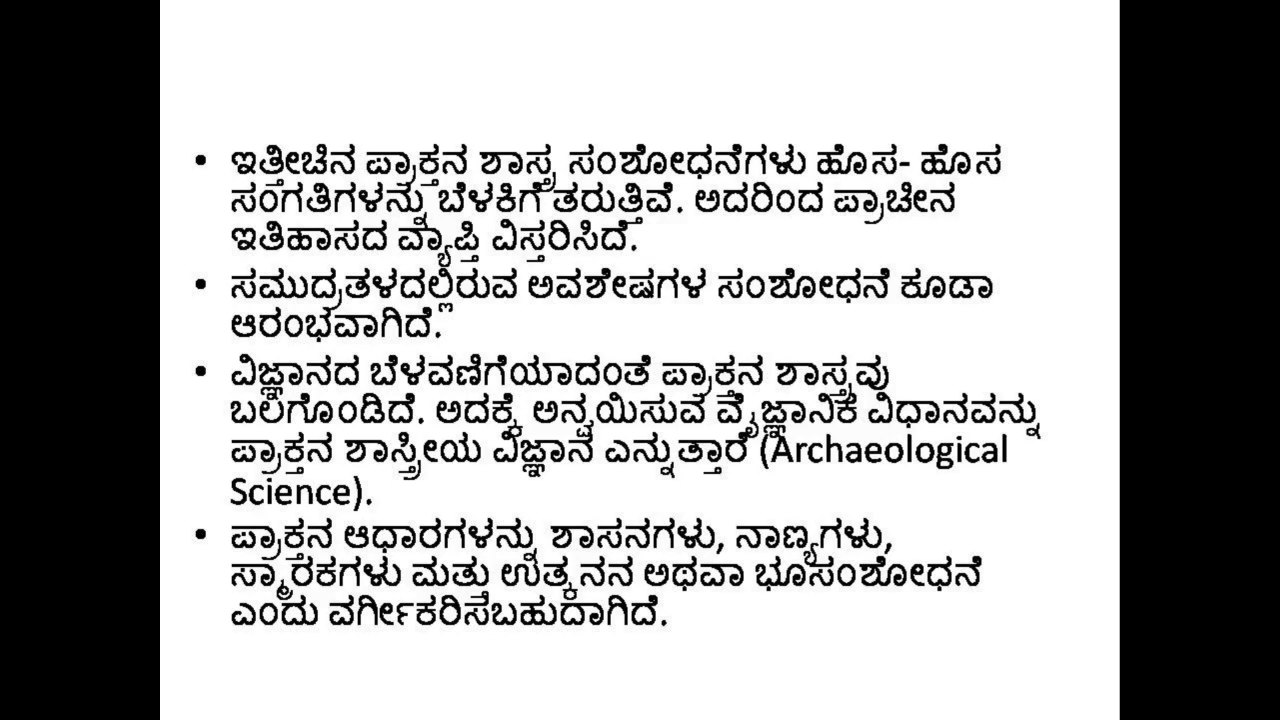 • ಇತ್ತೀಚಿನ ಪ್ರಾಕ್ತನ ಶಾಸ್ತ್ರ ಸಂಶೋಧನೆಗಳು ಹೊಸ- ಹೊಸ
ಸಂಗತಿಗಳನ್ನು ಬೆಳಕಿಗೆ ತರುತ್ತಿವೆ. ಅದರಿಂದ ಪ್ರಾಚೀನ
ಇತಿಹಾಸದ ವ್ಯಾಪ್ತಿ ವಿಸ್ತರಿಸಿದೆ.
• ಸಮುದ್ರತಳದಲ್ಲಿರುವ ಅವಶೇಷಗಳ ಸಂಶೋಧನೆ ಕೂಡಾ
ಆರಂಭವಾಗಿದೆ.
• ವಿಜ್ಞಾನದ ಬೆಳವಣಿಗೆಯಾದಂತೆ ಪ್ರಾಕ್ತನ ಶಾಸ್ತ್ರವು
ಬಲಗೊಂಡಿದೆ. ಅದಕ್ಕೆ ಅನ್ವಯಿಸುವ ವೈಜ್ಞಾನಿಕ ವಿಧಾನವನ್ನು
ಪ್ರಾಕ್ತನ ಶಾಸ್ತ್ರೀಯ ವಿಜ್ಞಾನ ಎನ್ನುತ್ತಾರೆ (Archaeological
Science).
• ಪ್ರಾಕ್ತನ ಆಧಾರಗಳನ್ನು ಶಾಸನಗಳು, ನಾಣ್ಯಗಳು,
ಸ್ಮಾರಕಗಳು ಮತ್ತು ಉತ್ಕನನ ಅಥವಾ ಭೂಸಂಶೋಧನೆ
ಎಂದು ವರ್ಗೀಕರಿಸಬಹುದಾಗಿದೆ.